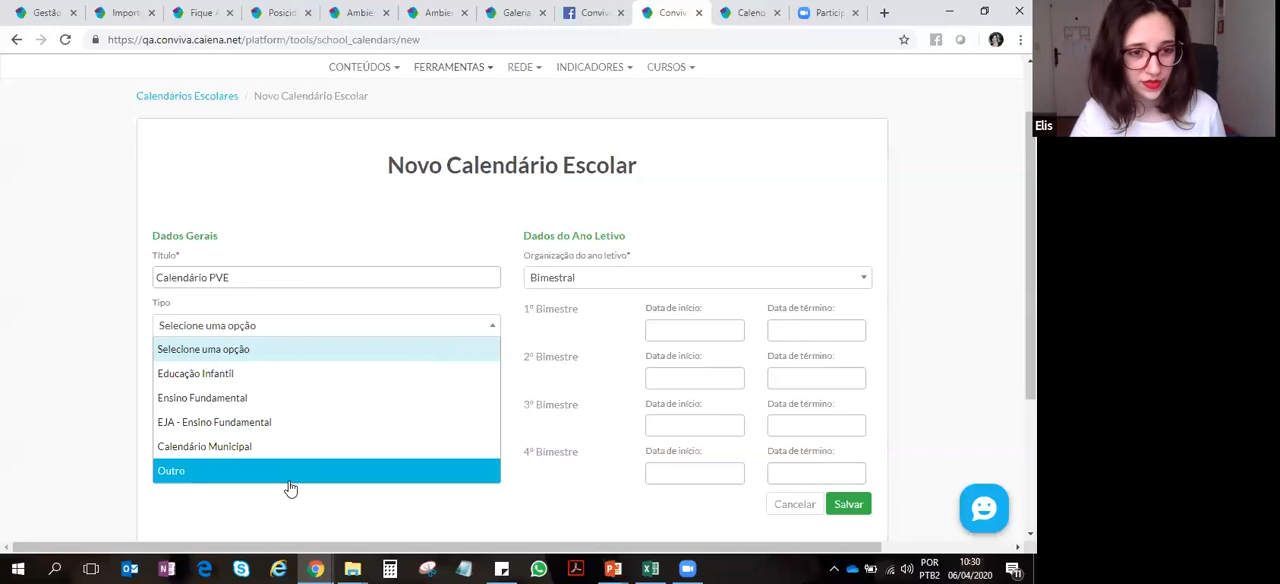 Gestão
Import
Fique A
Posicio
Ambie
Ambie
Galeria
Conviv
Conviv
Caleno
Particip
https://qa.conviva.caiena.net/platform/tools/school_calendars/new
CONTEÚDOS FERRAMENTAS REDE INDICADORES CURSOS
Elis
Calendários Escolares / Novo Calendário Escolar
Novo Calendário Escolar
Dados Gerais
Título*
Calendário PVE
Tipo
Selecione uma opção
Selecione uma opção
Educação Infantil
Ensino Fundamental
EJA - Ensino Fundamental
Calendário Municipal
Outro
Dados do Ano Letivo
Organização do ano letivo*
Bimestral
1º Bimestre Data de início: Data de término:
2º Bimestre Data de início: Data de término:
3º Bimestre Data de início: Data de término:
4º Bimestre Data de início: Data de término:
Cancelar Salvar
POR
PTB2
10:30
06/04/2020